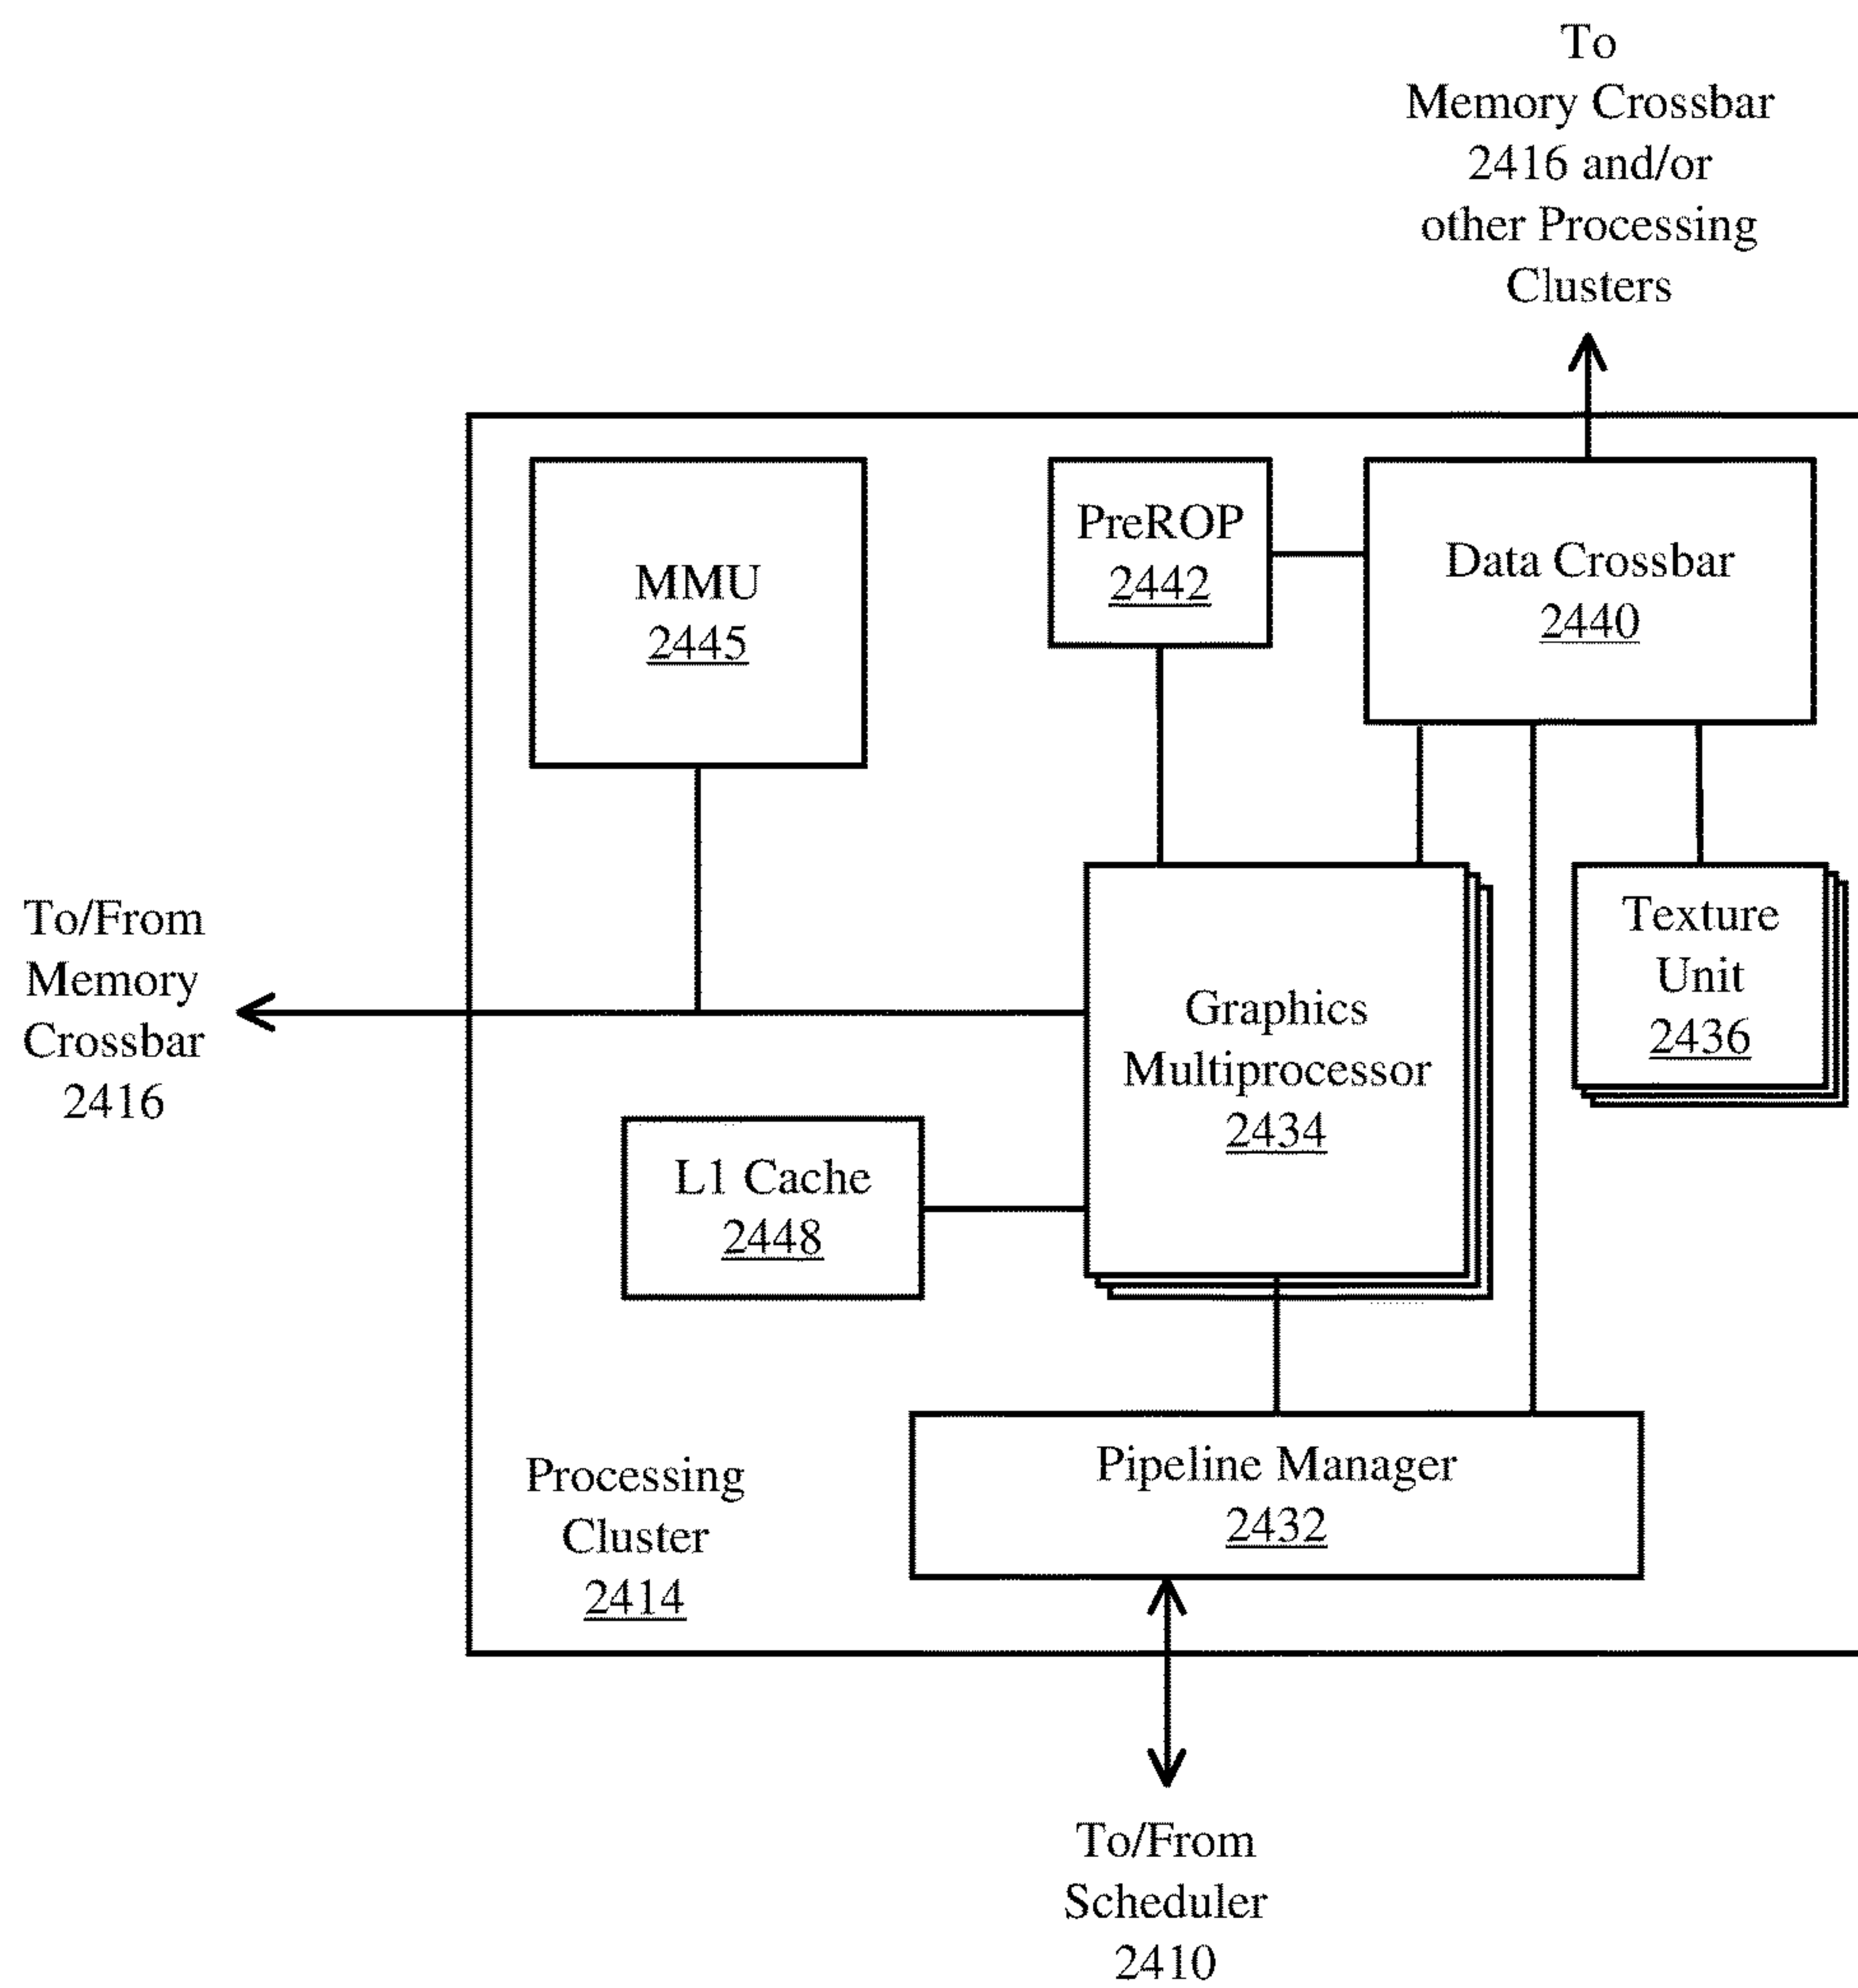 To
Memory Crossbar
2416 and/or
other Processing
Clusters
MMU
2445
PreROP
2442
Data Crossbar
2440
To/From
Memory
Crossbar
2416
Graphics
Multiprocessor
2434
Texture
Unit
2436
L1 Cache
2448
Processing
Cluster
2414
Pipeline Manager
2432
To/From
Scheduler
2410